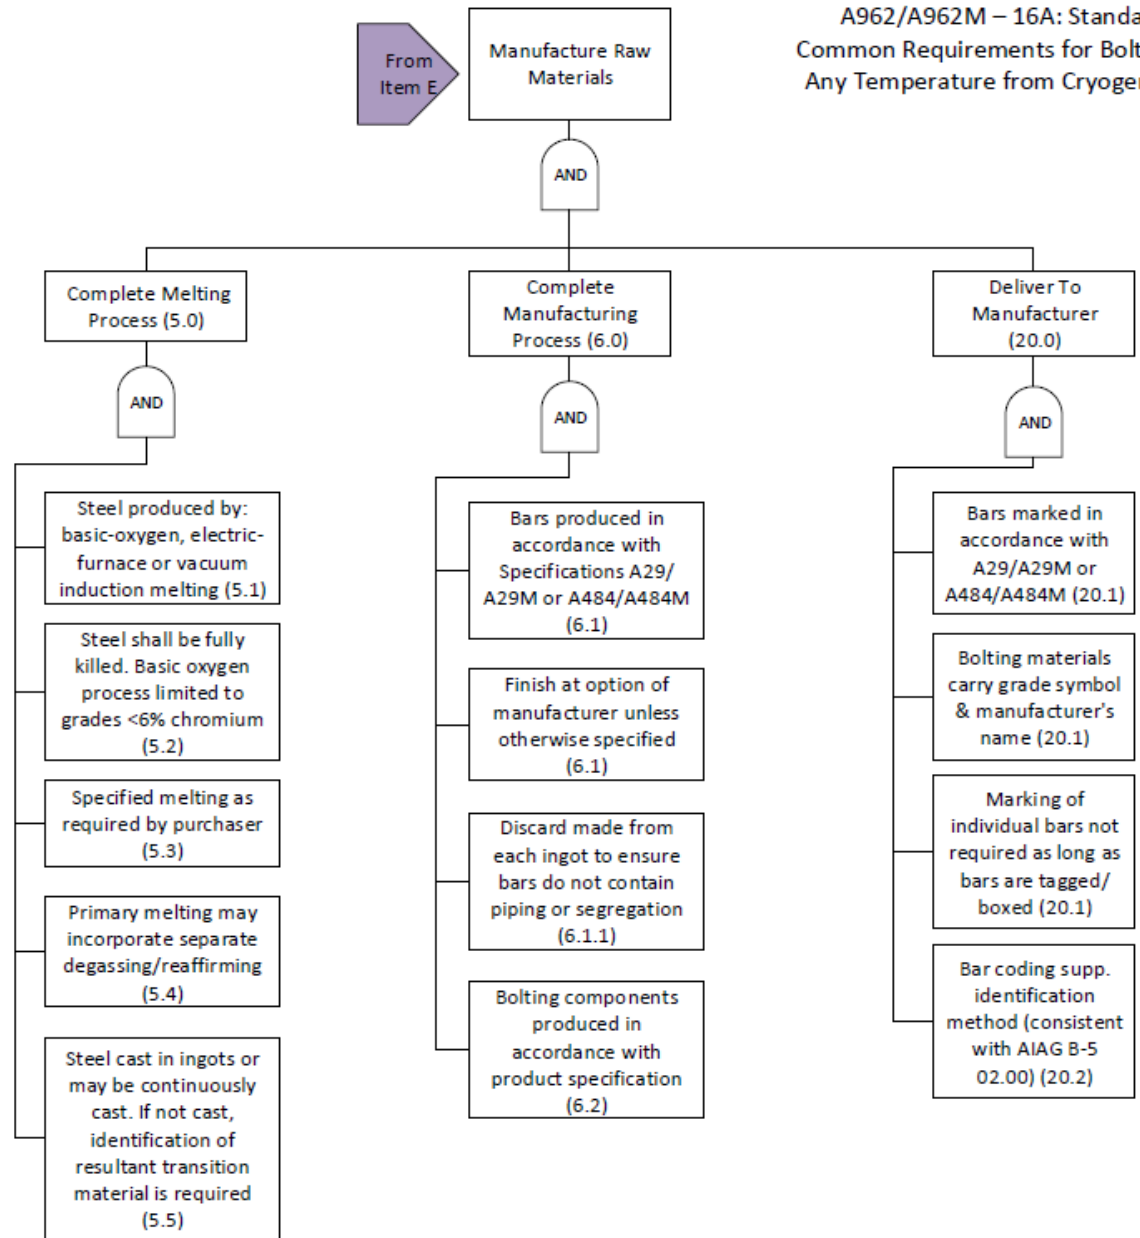 From
Item E
Manufacture Raw
Materials
A962/A962M – 16A: Standa
Common Requirements for Bolt
Any Temperature from Cryoger
AND
Complete Melting
Process (5.0)
Complete
Manufacturing
Process (6.0)
Deliver To
Manufacturer
(20.0)
AND
AND
AND
Steel produced by:
basic-oxygen, electric-
furnace or vacuum
induction melting (5.1)
Steel shall be fully
killed. Basic oxygen
process limited to
grades <6% chromium
(5.2)
Specified melting as
required by purchaser
(5.3)
Primary melting may
incorporate separate
degassing/reaffirming
(5.4)
Steel cast in ingots or
may be continuously
cast. If not cast,
identification of
resultant transition
material is required
(5.5)
Bars produced in
accordance with
Specifications A29/
A29M or A484/A484M
(6.1)
Finish at option of
manufacturer unless
otherwise specified
(6.1)
Discard made from
each ingot to ensure
bars do not contain
piping or segregation
(6.1.1)
Bolting components
produced in
accordance with
product specification
(6.2)
Bars marked in
accordance with
A29/A29M or
A484/A484M (20.1)
Bolting materials
carry grade symbol
& manufacturer's
name (20.1)
Marking of
individual bars not
required as long as
bars are tagged/
boxed (20.1)
Bar coding supp.
identification
method (consistent
with AIAG B-5
02.00) (20.2)